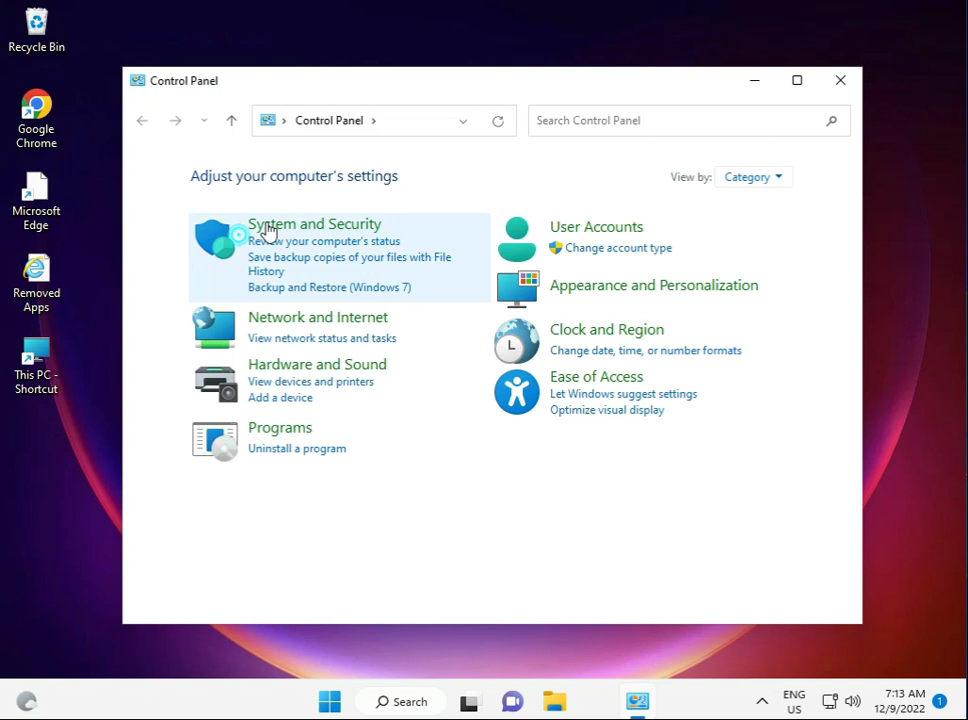 Recycle Bin
Google
Chrome
Microsoft
Edge
Removed
Apps
This PC -
Shortcut
Control Panel
Control Panel
Search Control Panel
Adjust your computer's settings
View by:
Category
System and Security
Review your computer's status
Save backup copies of your files with File
History
Backup and Restore (Windows 7)
Network and Internet
View network status and tasks
Hardware and Sound
View devices and printers
Add a device
Programs
Uninstall a program
User Accounts
Change account type
Appearance and Personalization
Clock and Region
Change date, time, or number formats
Ease of Access
Let Windows suggest settings
Optimize visual display
Search
ENG
US
7:13 AM
12/9/2022
1